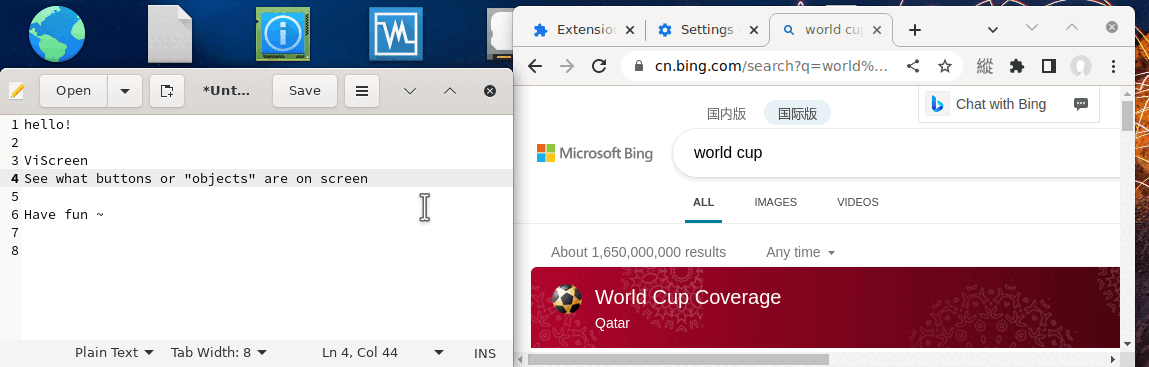 Open
*Unt...
Save
1 hello!
2
3 ViScreen
4 See what buttons or "objects" are on screen
5
6 Have fun ~
7
8
Plain Text
Tab Width: 8
Ln 4, Col 44
INS
Extensio
Settings
world cu
cn.bing.com/search?q=world%...
縱
国内版
国际版
Chat with Bing
Microsoft Bing
world cup
ALL
IMAGES
VIDEOS
About 1,650,000,000 results
Any time
World Cup Coverage
Qatar